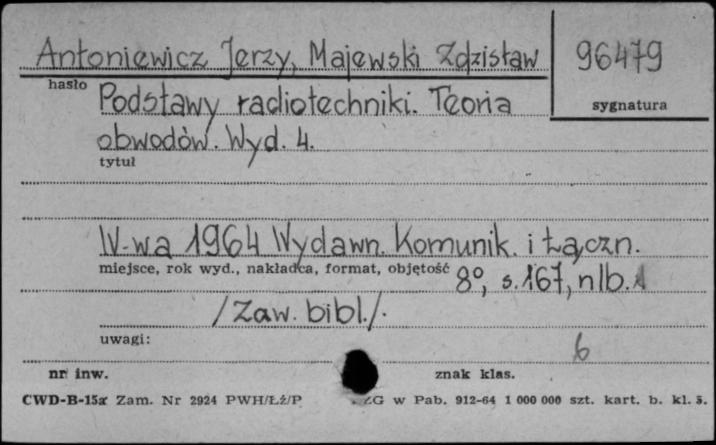 Antoniewicz Jerzy, Majewski Zdzisław 96479
hasło
Podstawy radiotechniki. Teoria
sygnatura
obwodów. Wyd. 4.
tytuł
W-wa 1964 Wydawn. Komunik. i Łączn.
miejsce, rok wyd., nakładca, format, objętość
8°, s. 167, nlb. 1
/Zaw. bibl./.
uwagi:
6
nr inw. znak klas.
CWD-B-15a Zam. Nr 2924 PWH/Łż/P ZG w Pab. 912-64 1 000 000 szt. kart. b. kl. 5.